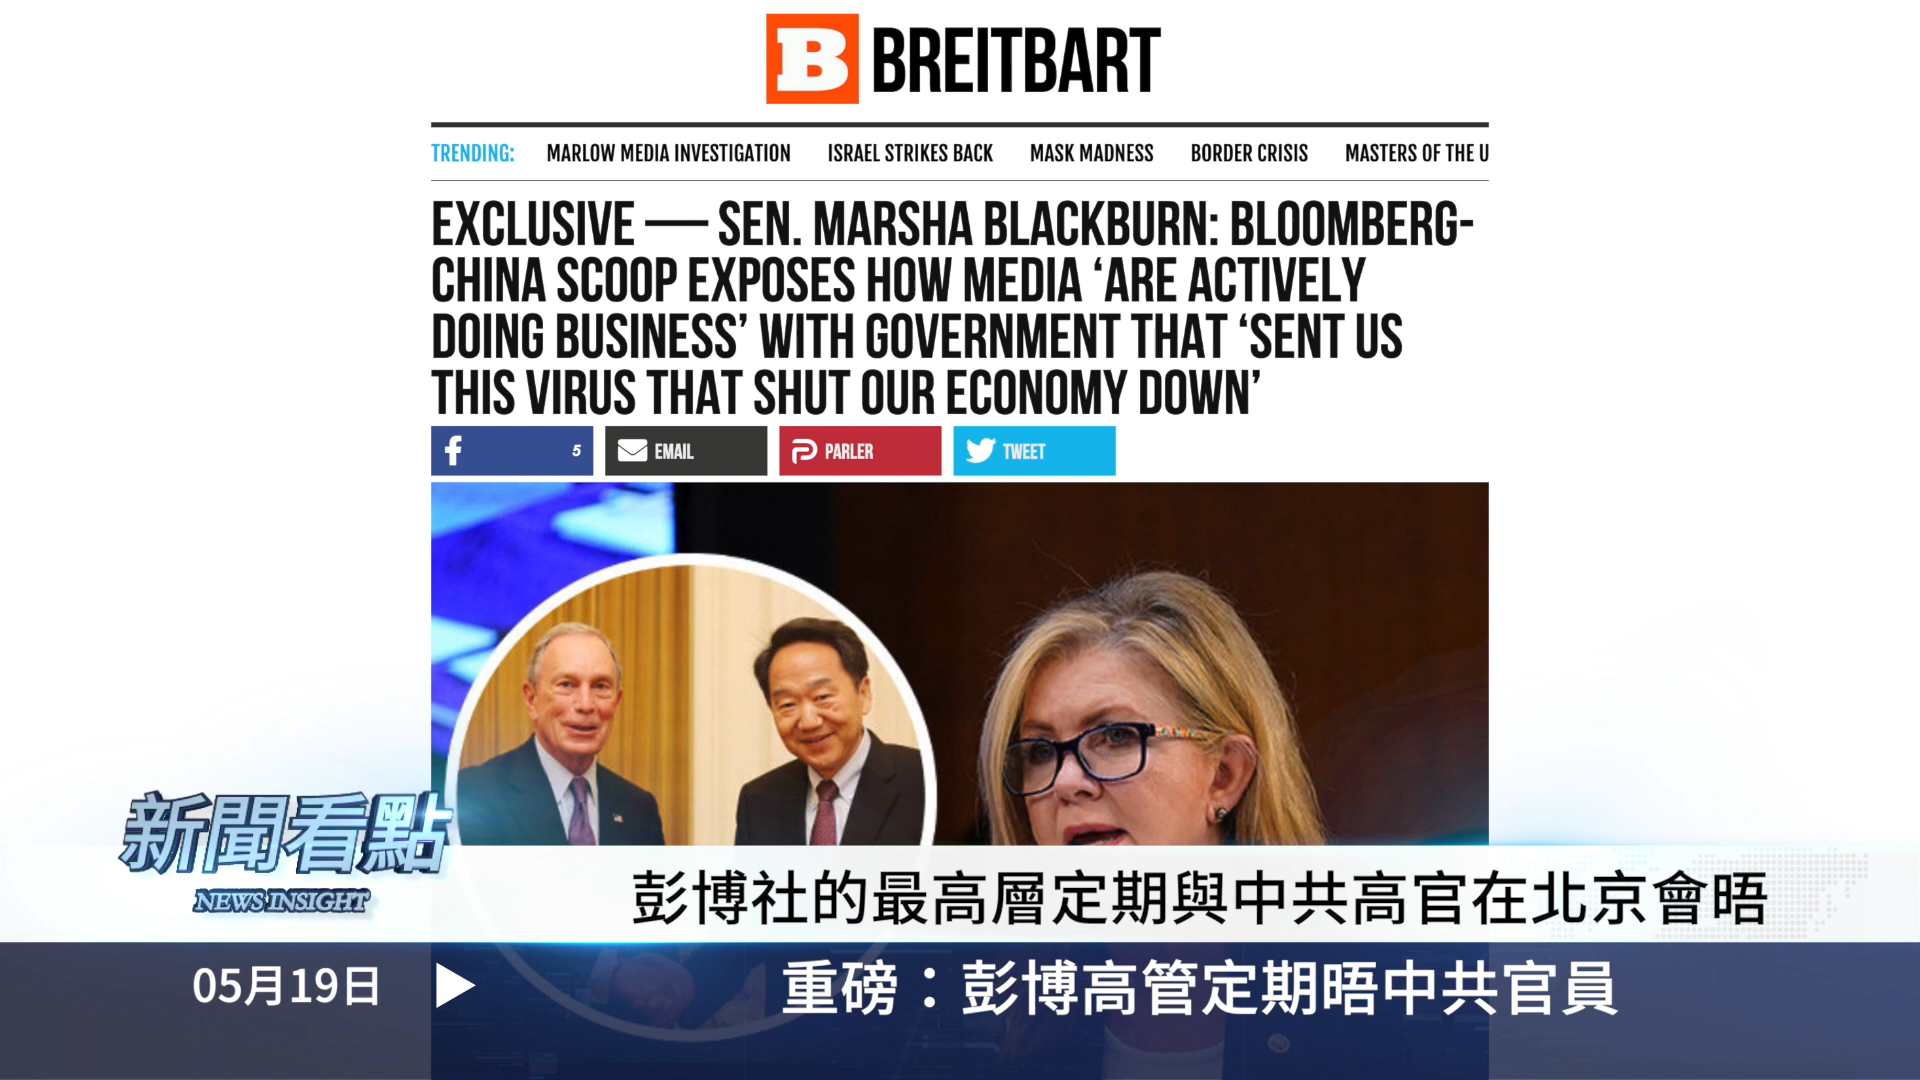 B BREITBART
TRENDING: MARLOW MEDIA INVESTIGATION ISRAEL STRIKES BACK MASK MADNESS BORDER CRISIS MASTERS OF THE U
EXCLUSIVE — SEN. MARSHA BLACKBURN: BLOOMBERG-
CHINA SCOOP EXPOSES HOW MEDIA ‘ARE ACTIVELY
DOING BUSINESS’ WITH GOVERNMENT THAT ‘SENT US
THIS VIRUS THAT SHUT OUR ECONOMY DOWN’
5 EMAIL PARLER TWEET
新聞看點
NEWS INSIGHT
彭博社的最高層定期與中共高官在北京會晤
05月19日
重磅：彭博高管定期晤中共官員